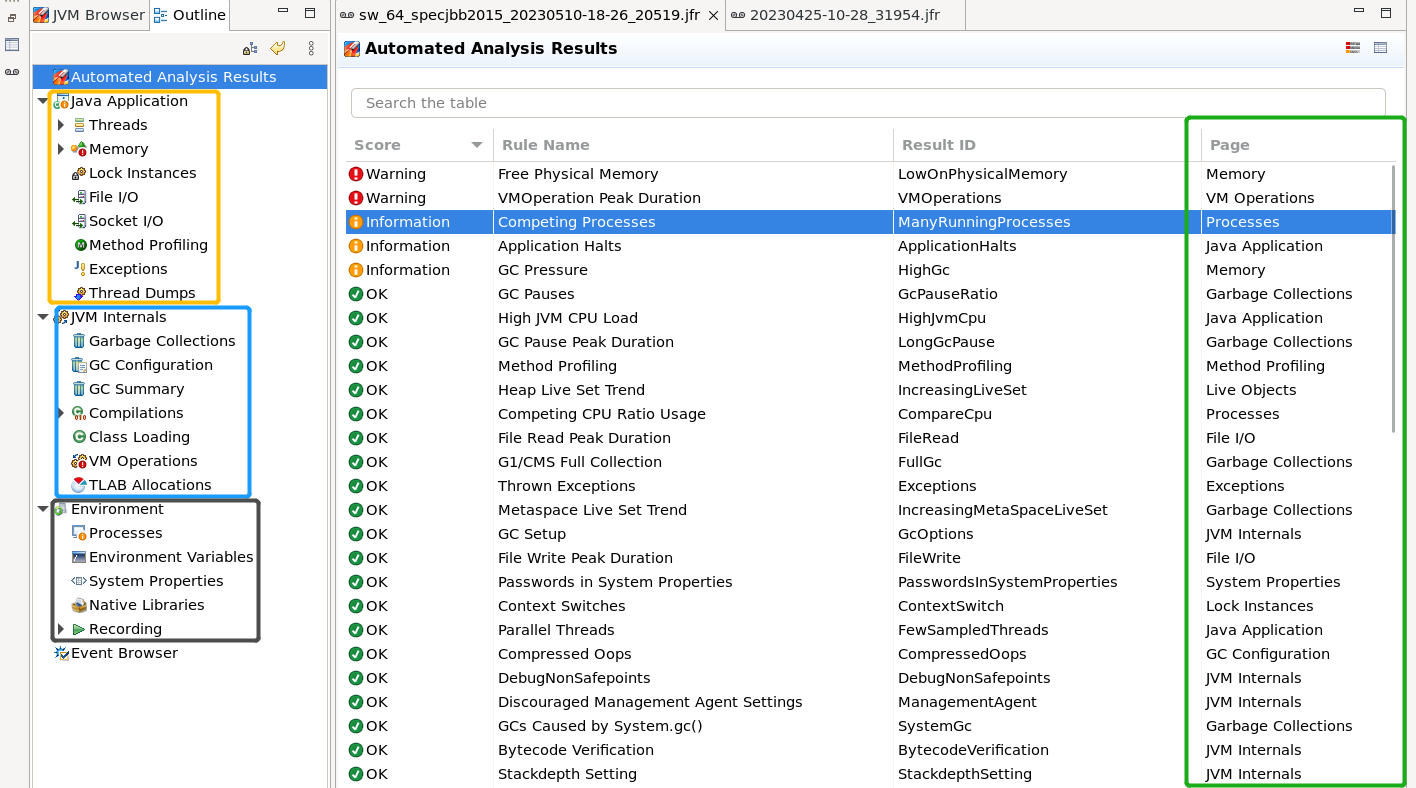 JVM Browser
Outline
Automated Analysis Results
Java Application
Threads
Memory
Lock Instances
File I/O
Socket I/O
Method Profiling
Exceptions
Thread Dumps
JVM Internals
Garbage Collections
GC Configuration
GC Summary
Compilations
Class Loading
VM Operations
TLAB Allocations
Environment
Processes
Environment Variables
System Properties
Native Libraries
Recording
Event Browser
sw_64_specjbb2015_20230510-18-26_20519.jfr
20230425-10-28_31954.jfr
Automated Analysis Results
Search the table
Score Rule Name Result ID Page
Warning Free Physical Memory LowOnPhysicalMemory Memory
Warning VMOperation Peak Duration VMOperations VM Operations
Information Competing Processes ManyRunningProcesses Processes
Information Application Halts ApplicationHalts Java Application
Information GC Pressure HighGc Memory
OK GC Pauses GcPauseRatio Garbage Collections
OK High JVM CPU Load HighJvmCpu Java Application
OK GC Pause Peak Duration LongGcPause Garbage Collections
OK Method Profiling MethodProfiling Method Profiling
OK Heap Live Set Trend IncreasingLiveSet Live Objects
OK Competing CPU Ratio Usage CompareCpu Processes
OK File Read Peak Duration FileRead File I/O
OK G1/CMS Full Collection FullGc Garbage Collections
OK Thrown Exceptions Exceptions Exceptions
OK Metaspace Live Set Trend IncreasingMetaSpaceLiveSet Garbage Collections
OK GC Setup GcOptions JVM Internals
OK File Write Peak Duration FileWrite File I/O
OK Passwords in System Properties PasswordsInSystemProperties System Properties
OK Context Switches ContextSwitch Lock Instances
OK Parallel Threads FewSampledThreads Java Application
OK Compressed Oops CompressedOops GC Configuration
OK DebugNonSafepoints DebugNonSafepoints JVM Internals
OK Discouraged Management Agent Settings ManagementAgent JVM Internals
OK GCs Caused by System.gc() SystemGc Garbage Collections
OK Bytecode Verification BytecodeVerification JVM Internals
OK Stackdepth Setting StackdepthSetting JVM Internals